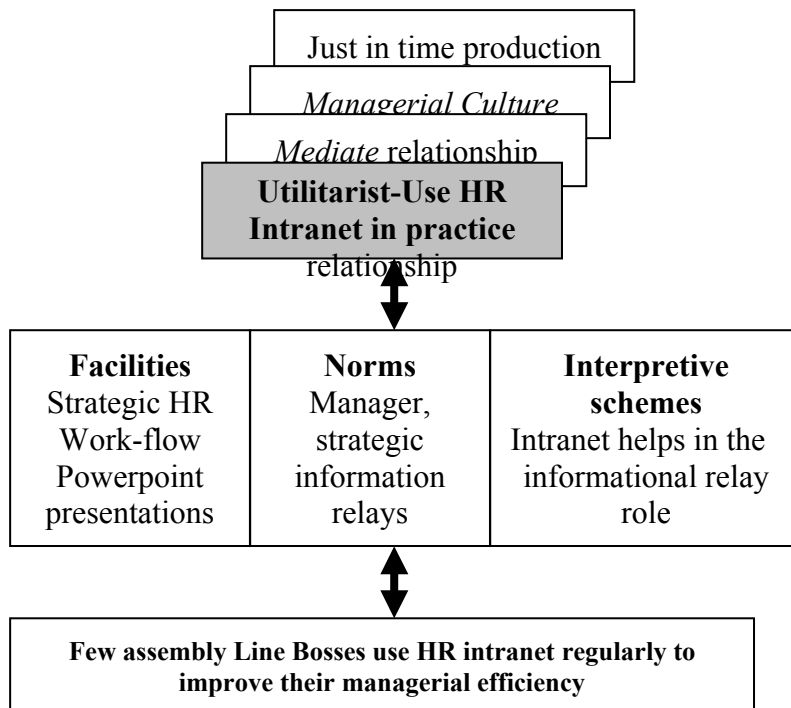 Just in time production
Managerial Culture
Mediate relationship
Utilitarist-Use HR
Intranet in practice
relationship
Facilities
Strategic HR
Work-flow
Powerpoint
presentations
Norms
Manager,
strategic
information
relays
Interpretive
schemes
Intranet helps in the
informational relay
role
Few assembly Line Bosses use HR intranet regularly to
improve their managerial efficiency